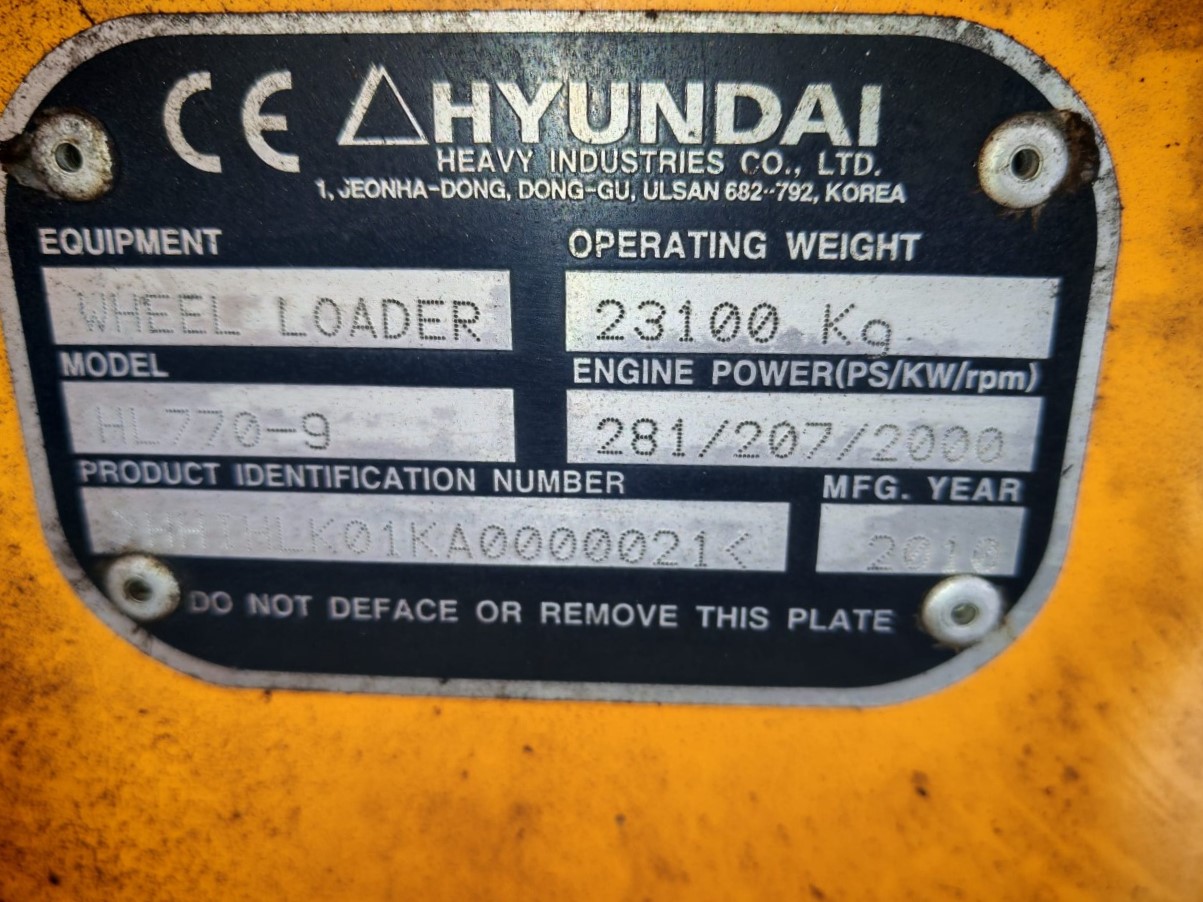 CE HYUNDAI
HEAVY INDUSTRIES CO., LTD.
1, JEONHA-DONG, DONG-GU, ULSAN 682-792, KOREA
EQUIPMENT OPERATING WEIGHT
WHEEL LOADER 23100 Kg
MODEL ENGINE POWER(PS/KW/rpm)
HL770-9 281/207/2000
PRODUCT IDENTIFICATION NUMBER MFG. YEAR
DO NOT DEFACE OR REMOVE THIS PLATE